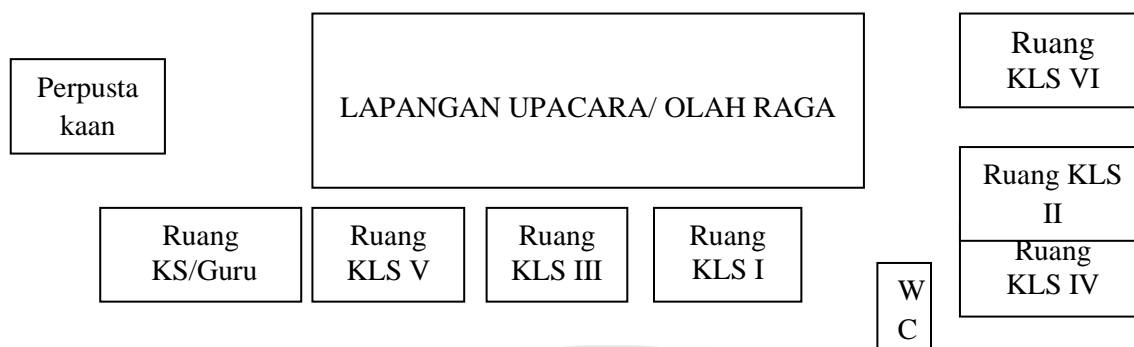 Perpusta
kaan
LAPANGAN UPACARA/ OLAH RAGA
Ruang
KLS VI
Ruang KLS
II
Ruang
KLS IV
Ruang
KS/Guru
Ruang
KLS V
Ruang
KLS III
Ruang
KLS I
W
C